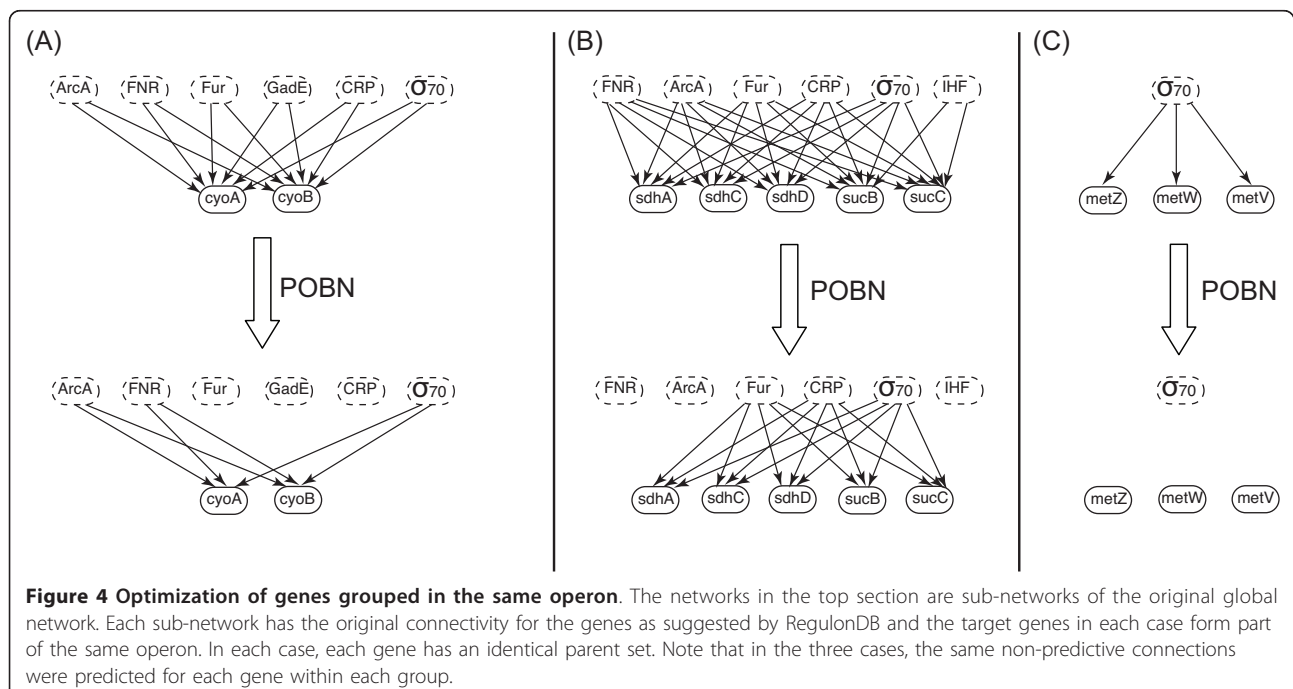 (A)
ArcA FNR Fur GadE CRP σ70
cyoA cyoB
POBN
ArcA FNR Fur GadE CRP σ70
cyoA cyoB
(B)
FNR ArcA Fur CRP σ70 IHF
sdhA sdhC sdhD sucB sucC
POBN
FNR ArcA Fur CRP σ70 IHF
sdhA sdhC sdhD sucB sucC
(C)
σ70
metZ metW metV
POBN
σ70
metZ metW metV
Figure 4 Optimization of genes grouped in the same operon. The networks in the top section are sub-networks of the original global
network. Each sub-network has the original connectivity for the genes as suggested by RegulonDB and the target genes in each case form part
of the same operon. In each case, each gene has an identical parent set. Note that in the three cases, the same non-predictive connections
were predicted for each gene within each group.